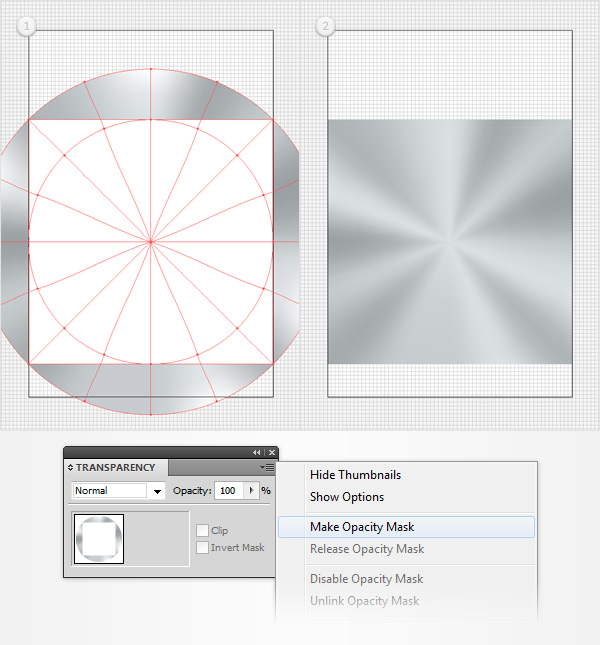 1
2
TRANSPARENCY
Normal
Opacity: 100 %
Clip
Invert Mask
Hide Thumbnails
Show Options
Make Opacity Mask
Release Opacity Mask
Disable Opacity Mask
Unlink Opacity Mask